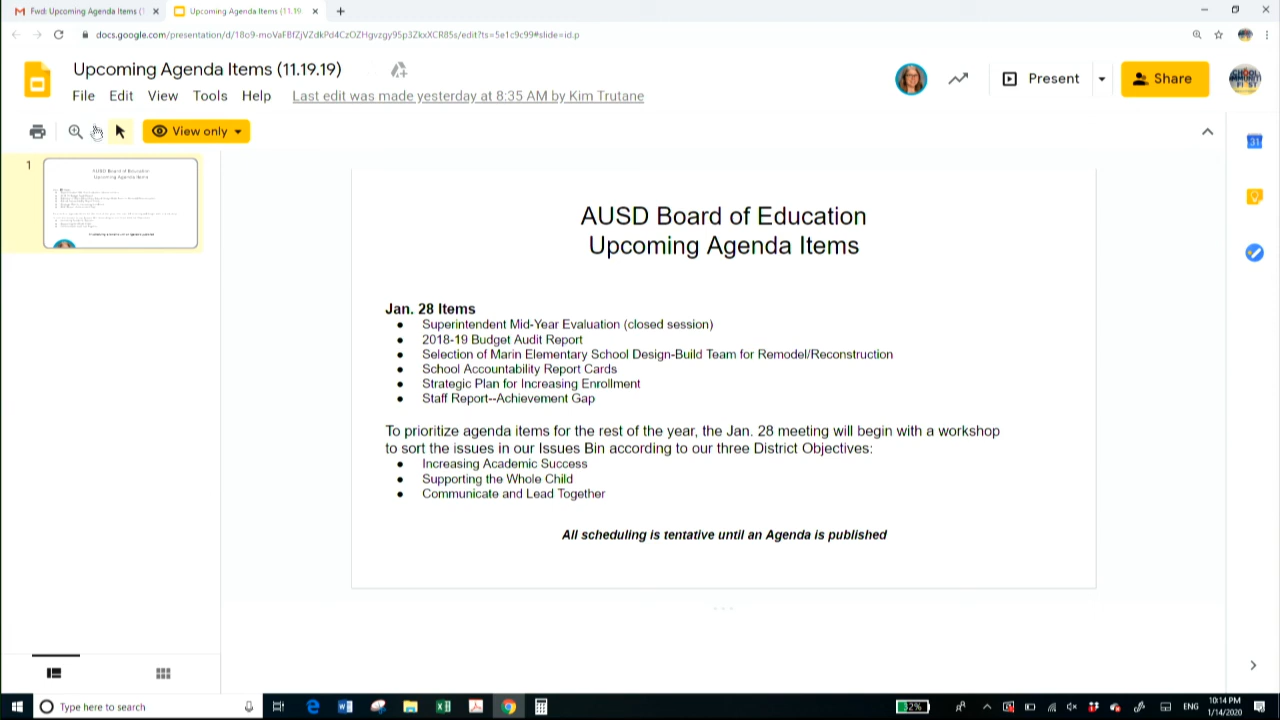 Fwd: Upcoming Agenda Items (1
Upcoming Agenda Items (11.19
docs.google.com/presentation/d/18o9-moVaFBfZjVZdkPd4CzOZHgvzgy95p3ZkxXCR85s/edit?ts=5e1c9c99#slide=id.p
Upcoming Agenda Items (11.19.19)
File Edit View Tools Help Last edit was made yesterday at 8:35 AM by Kim Trutane
Present
Share
View only
31
1
AUSD Board of Education
Upcoming Agenda Items
Jan. 28 Items
● Superintendent Mid-Year Evaluation (closed session)
● 2018-19 Budget Audit Report
● Selection of Marin Elementary School Design-Build Team for Remodel/Reconstruction
● School Accountability Report Cards
● Strategic Plan for Increasing Enrollment
● Staff Report--Achievement Gap
To prioritize agenda items for the rest of the year, the Jan. 28 meeting will begin with a workshop
to sort the issues in our Issues Bin according to our three District Objectives:
● Increasing Academic Success
● Supporting the Whole Child
● Communicate and Lead Together
All scheduling is tentative until an Agenda is published
Type here to search
32%
ENG
10:14 PM
1/14/2020